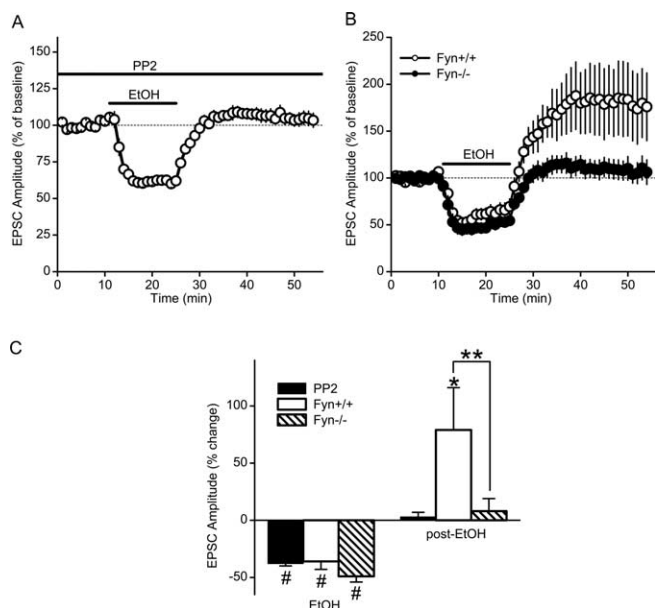 A
PP2
EtOH
EPSC Amplitude (% of baseline)
150
125
100
75
50
25
0
0 10 20 30 40 50
Time (min)
B
Fyn+/+
Fyn-/-
EtOH
EPSC Amplitude (% of baseline)
250
200
150
100
50
0
0 10 20 30 40 50
Time (min)
C
PP2
Fyn+/+
Fyn-/-
**
*
EPSC Amplitude (% change)
100
50
0
-50
post-EtOH
# # #
EtOH